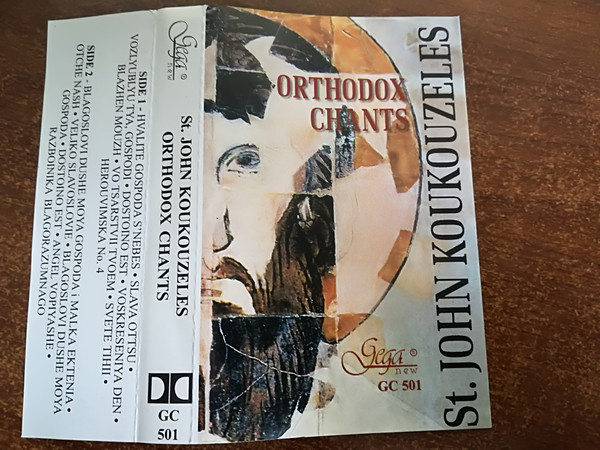 SIDE 1 - HVALITE GOSPODA S'NEBES • SLAVA OTTSU •
VOZLYUBLYU TYA, GOSPODI • DOSTOINO EST • VOSKRESENIYA DEN •
BLAZHEN MOUZH • VO TSARSTVII TVOEM • SVETE TIHII •
HEROUVIMSKA No. 4
SIDE 2 - BLAGOSLOVI DUSHE MOYA GOSPODA i MALKA EKTENIA •
OTCHE NASH • VELIKO SLAVOSLOVIE • BLAGOSLOVI DUSHE MOYA
GOSPODA • DOSTOINO EST • ANGEL VOPIYASHE •
RAZBOINIKA BLAGORAZUMNAGO
Gega ®
new
St. JOHN KOUKOUZELES
ORTHODOX CHANTS
GC
501
ORTHODOX
CHANTS
St. JOHN KOUKOUZELES
Gega ®
new
GC 501